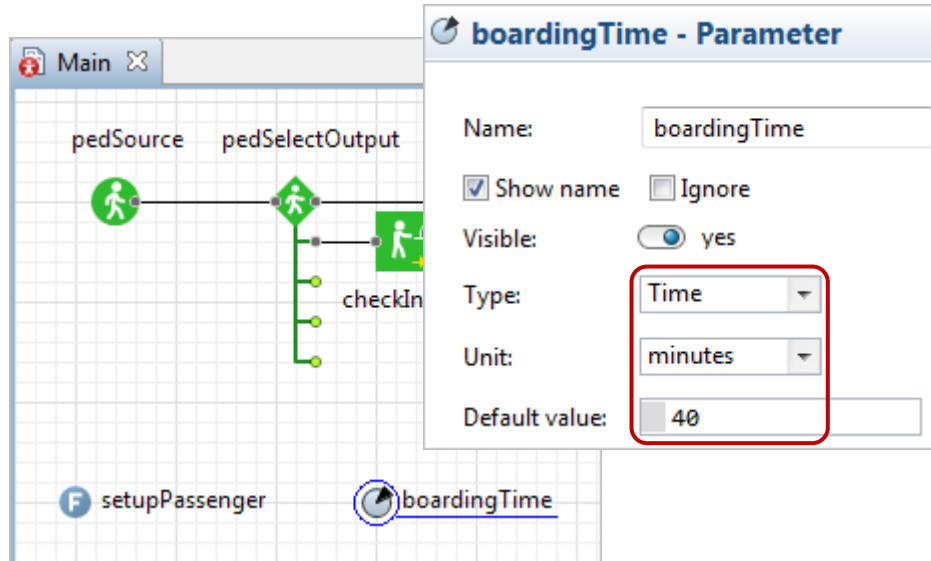 Main
pedSource
pedSelectOutput
checkIn
F setupPassenger
boardingTime
boardingTime - Parameter
Name: boardingTime
Show name Ignore
Visible: yes
Type: Time
Unit: minutes
Default value: 40